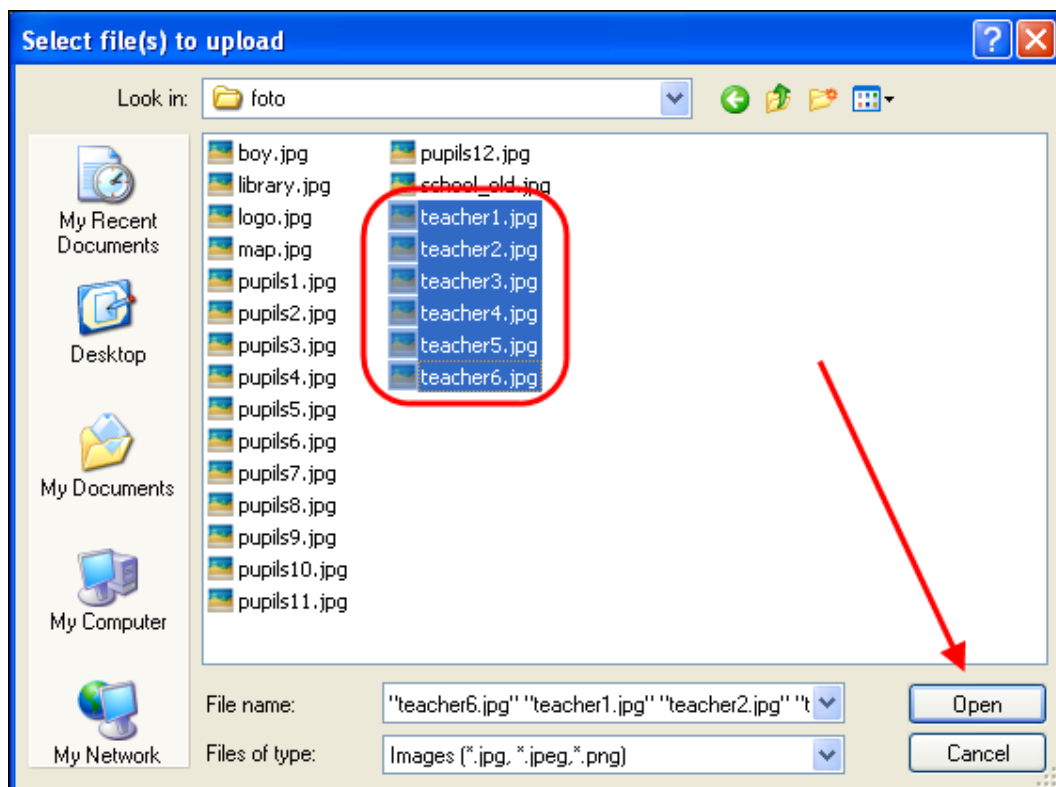 Select file(s) to upload
Look in:
foto
My Recent
Documents
Desktop
My Documents
My Computer
My Network
boy.jpg
library.jpg
logo.jpg
map.jpg
pupils1.jpg
pupils2.jpg
pupils3.jpg
pupils4.jpg
pupils5.jpg
pupils6.jpg
pupils7.jpg
pupils8.jpg
pupils9.jpg
pupils10.jpg
pupils11.jpg
pupils12.jpg
school_old.jpg
teacher1.jpg
teacher2.jpg
teacher3.jpg
teacher4.jpg
teacher5.jpg
teacher6.jpg
File name:
"teacher6.jpg" "teacher1.jpg" "teacher2.jpg" "t
Open
Files of type:
Images (*.jpg, *.jpeg,*.png)
Cancel